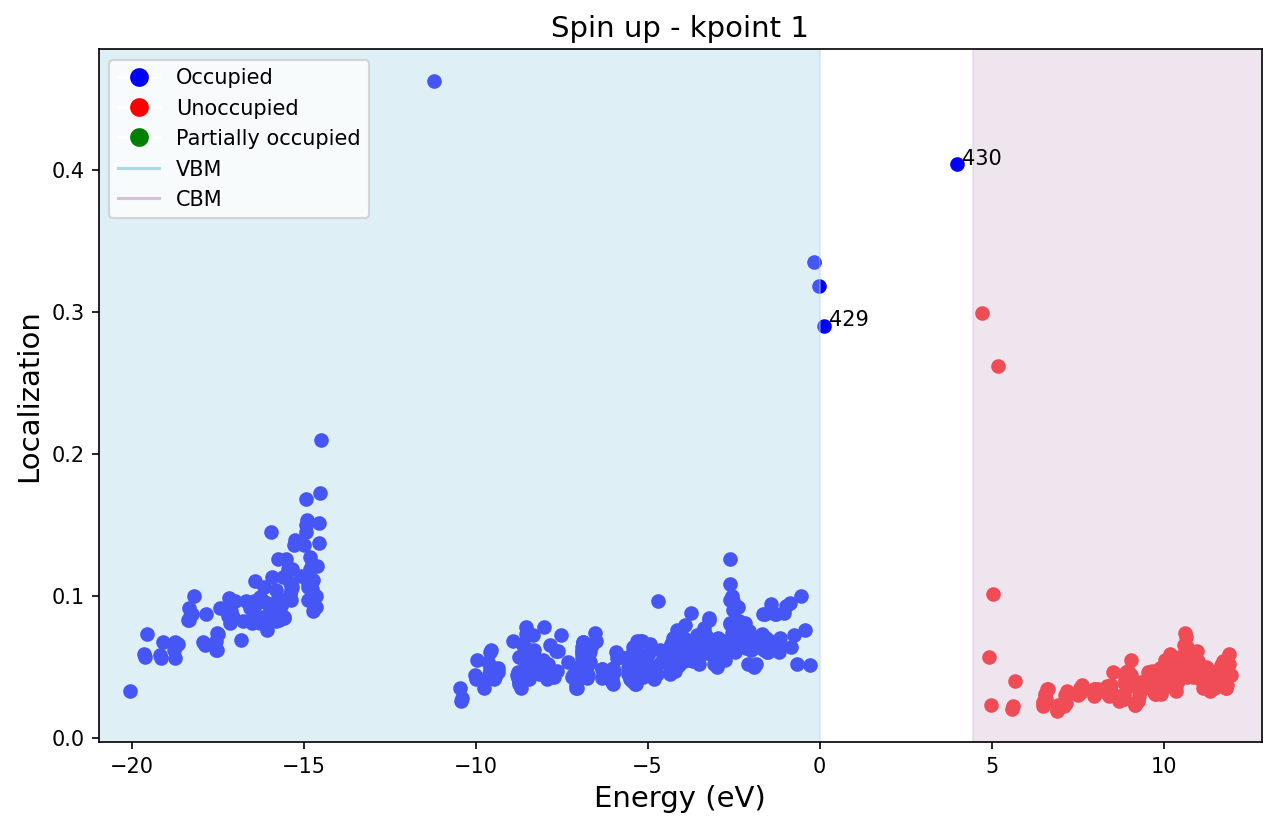 Spin up - kpoint 1
Occupied
Unoccupied
Partially occupied
VBM
CBM
430
429
Localization
0.4
0.3
0.2
0.1
0.0
−20
−15
−10
−5
0
5
10
Energy (eV)